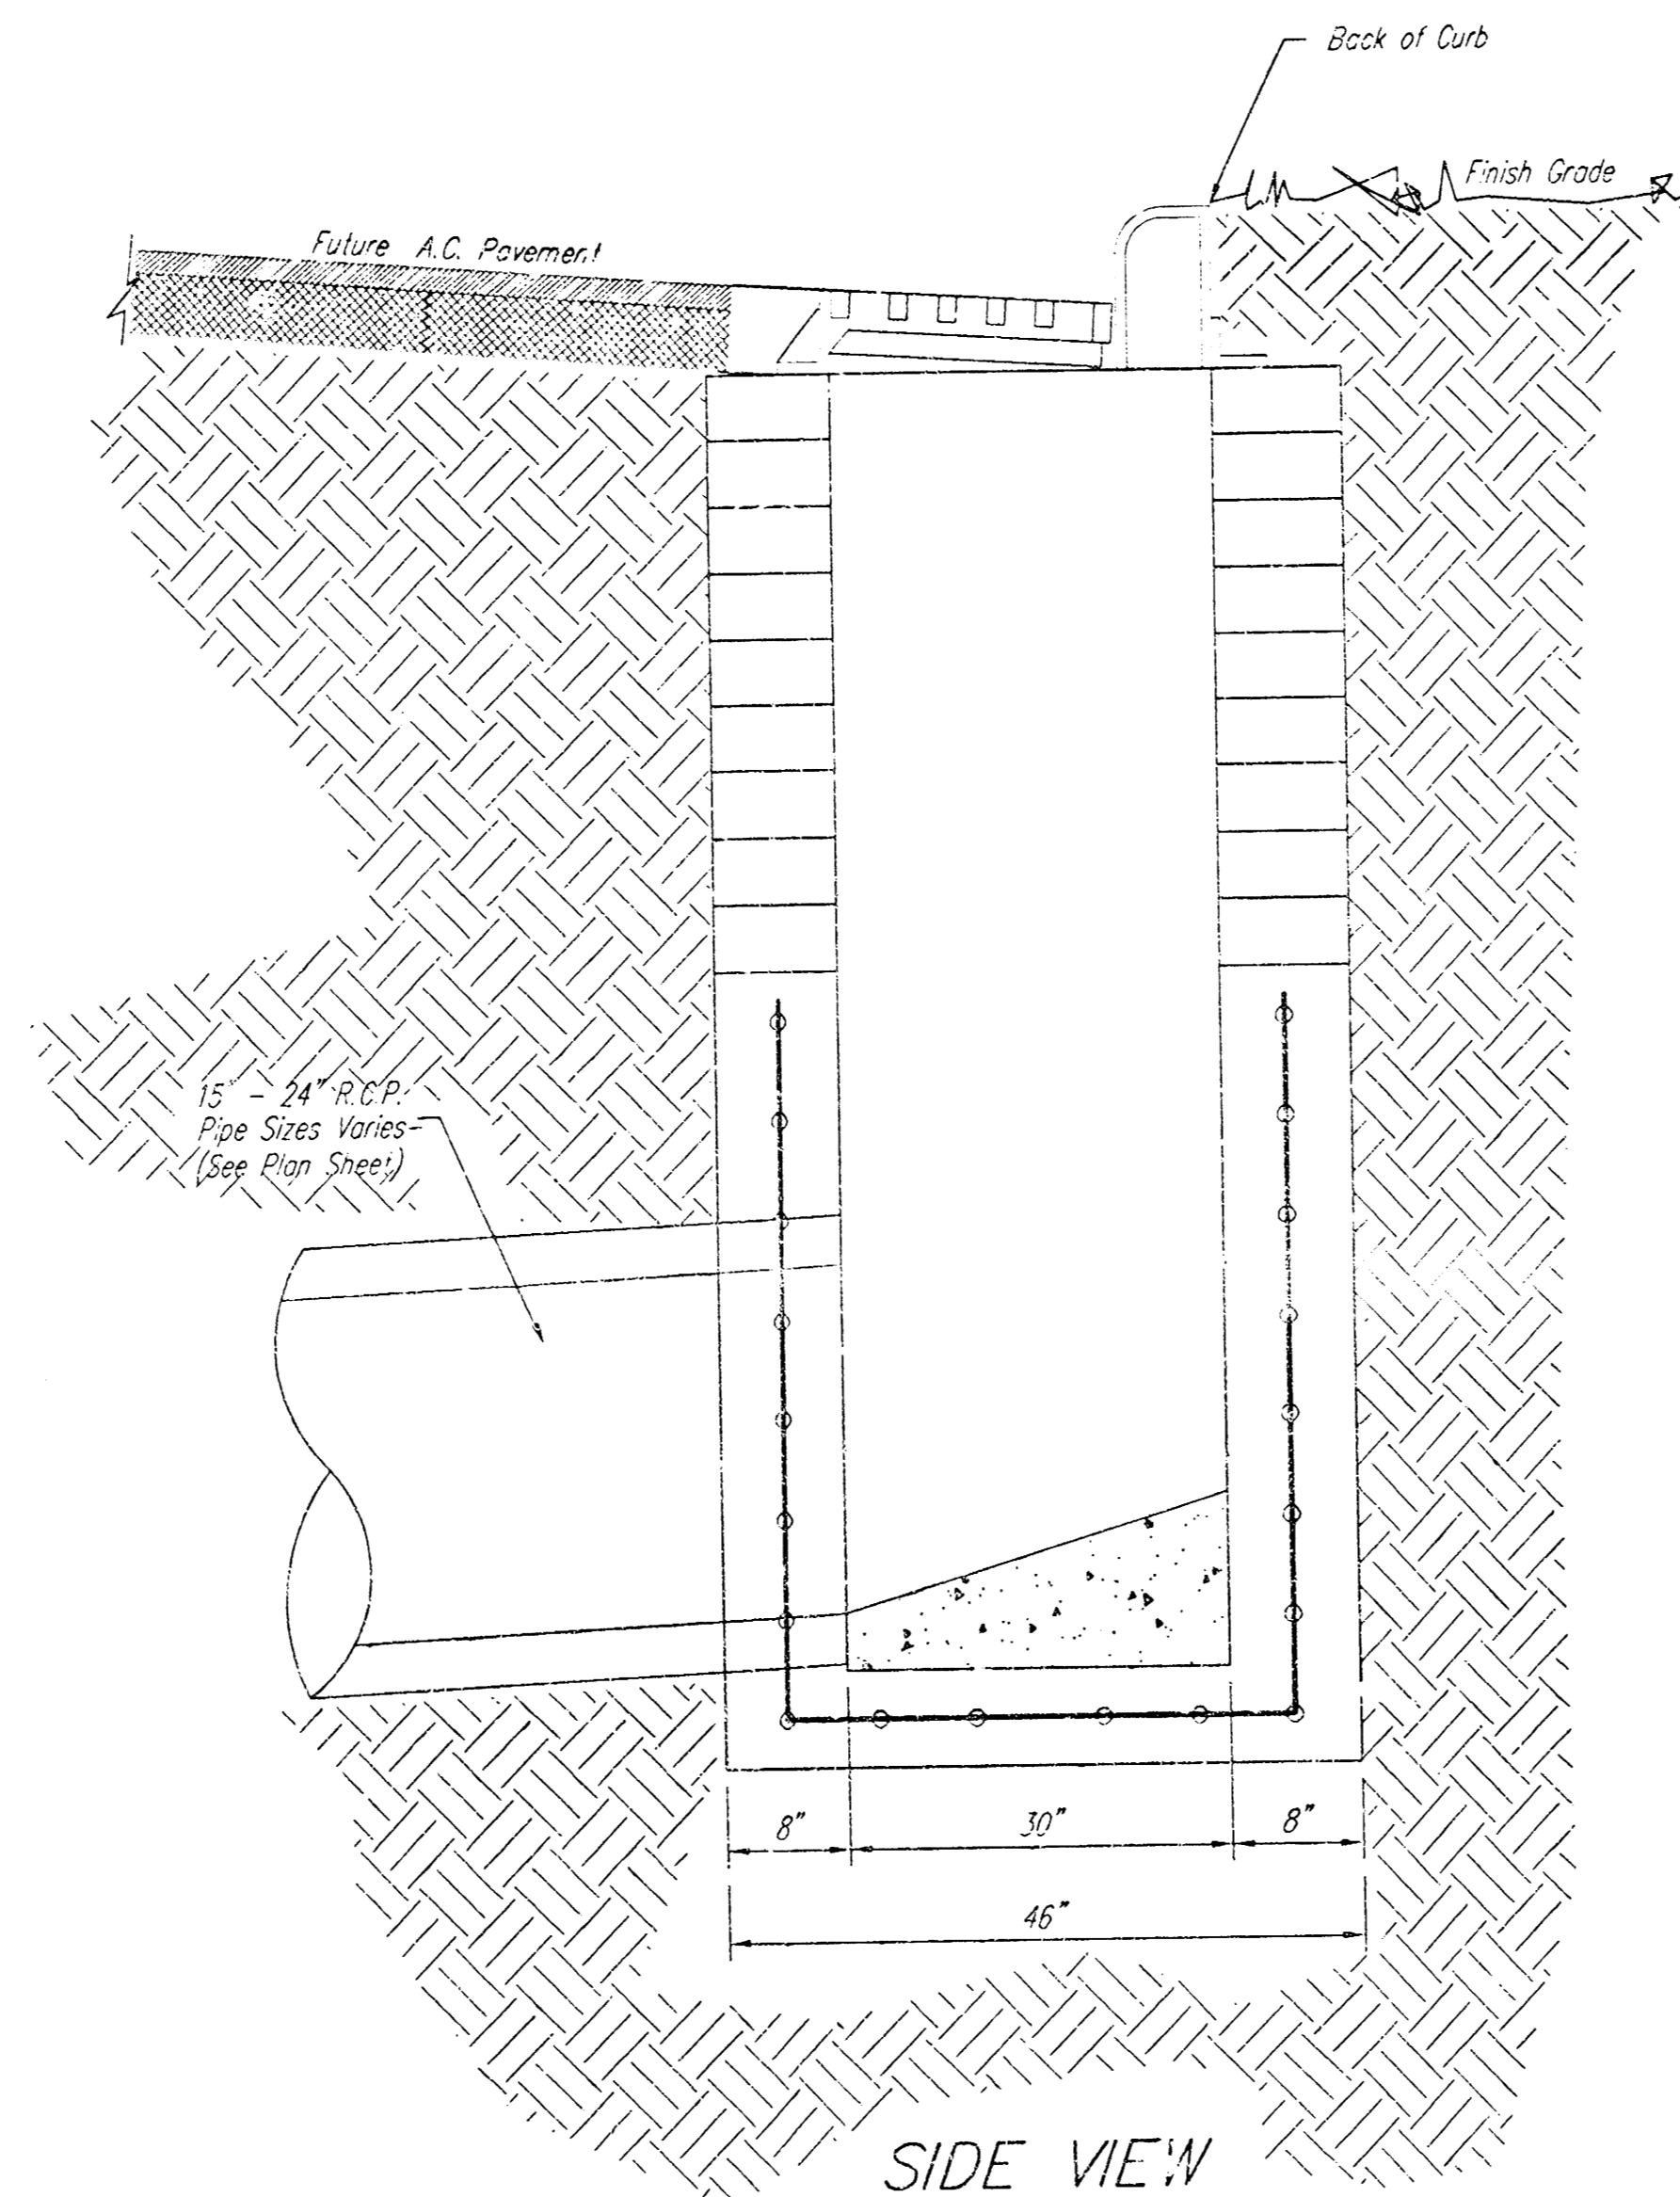 Back of Curb
Finish Grade
Future A.C. Pavement
15" - 24" R.C.P.
Pipe Sizes Varies
(See Plan Sheet)
8"
30"
8"
46"
SIDE VIEW